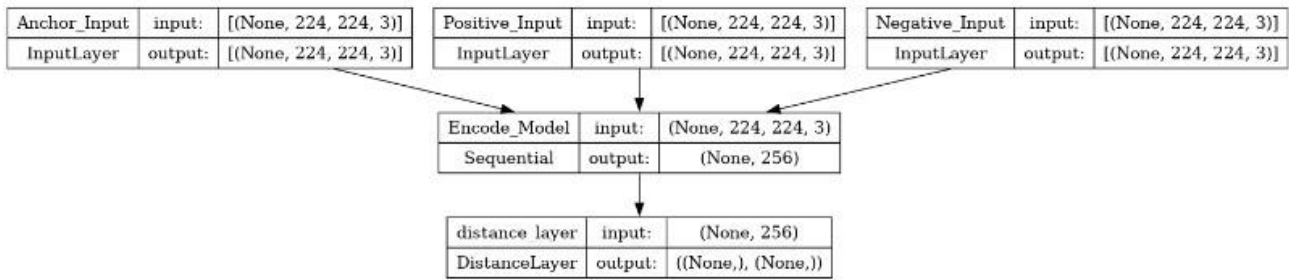 Anchor_Input input: [(None, 224, 224, 3)]
InputLayer output: [(None, 224, 224, 3)]
Positive_Input input: [(None, 224, 224, 3)]
InputLayer output: [(None, 224, 224, 3)]
Negative_Input input: [(None, 224, 224, 3)]
InputLayer output: [(None, 224, 224, 3)]
Encode_Model input: (None, 224, 224, 3)
Sequential output: (None, 256)
distance layer input: (None, 256)
DistanceLayer output: ((None,), (None,))